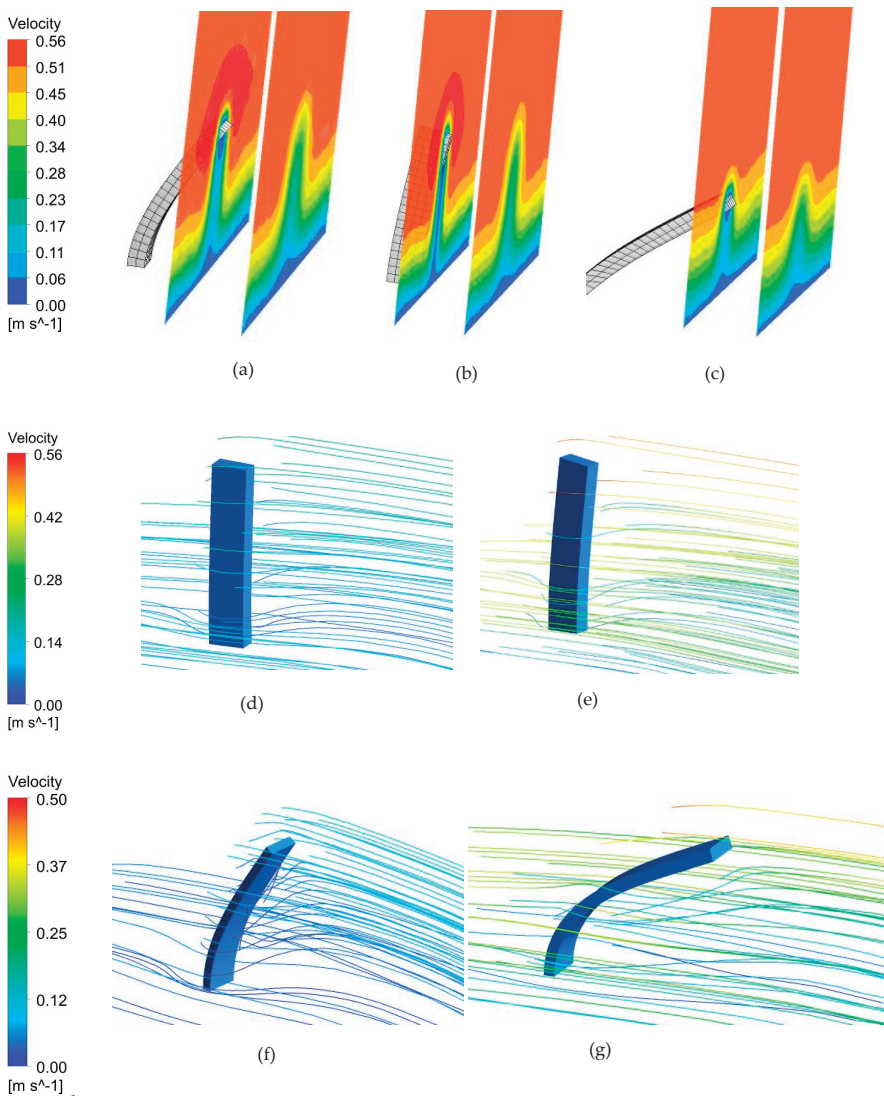 Velocity
0.56
0.51
0.45
0.40
0.34
0.28
0.23
0.17
0.11
0.06
0.00
[m s^-1]
(a)
(b)
(c)
Velocity
0.56
0.42
0.28
0.14
0.00
[m s^-1]
(d)
(e)
Velocity
0.50
0.37
0.25
0.12
0.00
[m s^-1]
(f)
(g)